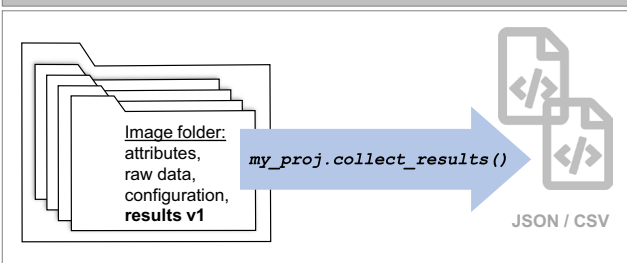 Image folder:
attributes,
raw data,
configuration,
results v1
my_proj.collect_results()
</>
</>
JSON / CSV